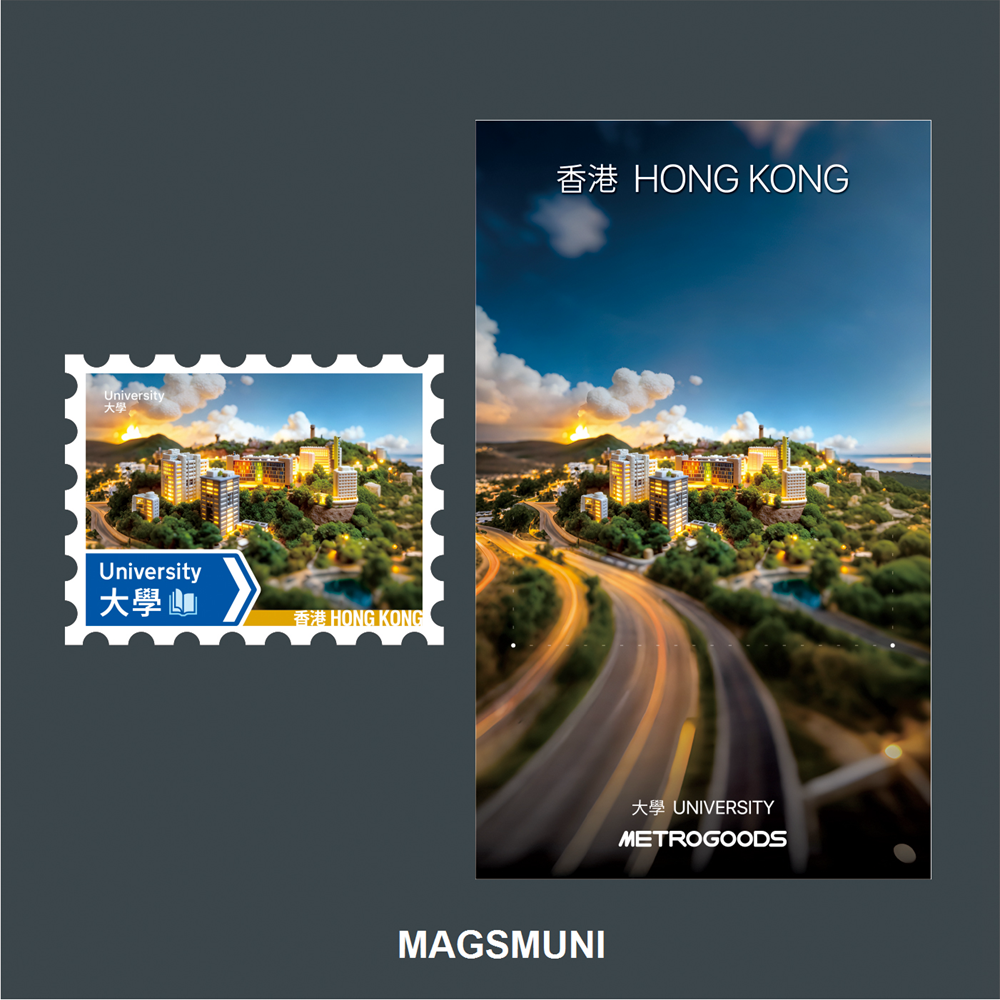 University
大學
University
大學
香港 HONG KONG
香港 HONG KONG
大學 UNIVERSITY
METROGOODS
MAGSMUNI